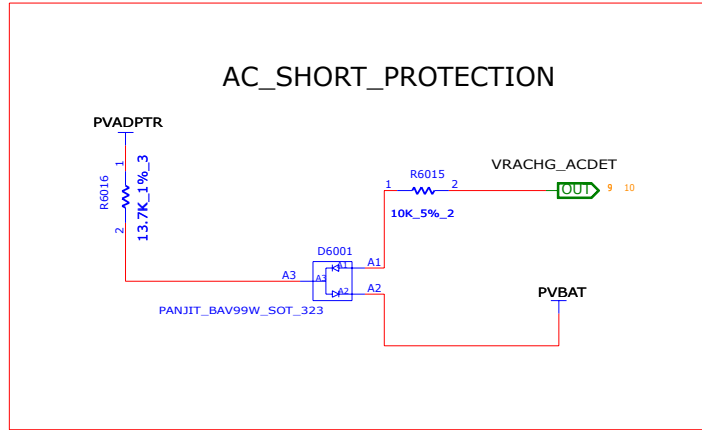 AC_SHORT_PROTECTION
PVADPTR
VRACHG_ACDET
1
R6016
13.7K_1%_3
2
R6015
1
2
OUT
9
10
10K_5%_2
D6001
A1
A1
A3
A3
A2
A2
PVBAT
PANJIT_BAV99W_SOT_323